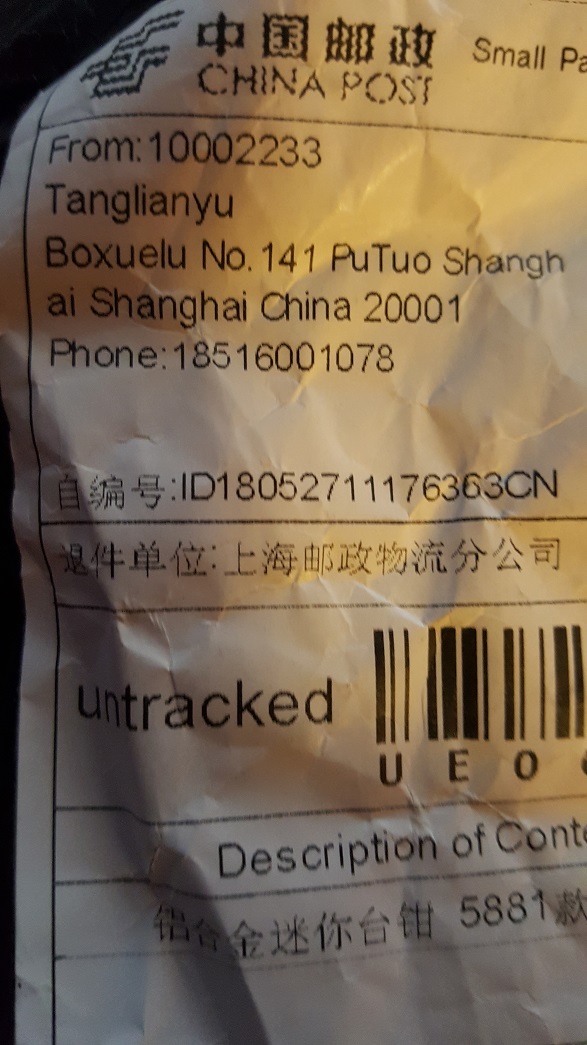 中国邮政 Small Pa
CHINA POST
From:10002233
Tanglianyu
Boxuelu No.141 PuTuo Shangh
ai Shanghai China 20001
Phone:18516001078
自编号:ID18052711176363CN
退件单位:上海邮政物流分公司
untracked
U E 0
Description of Conte
铝合金迷你台钳 5881款